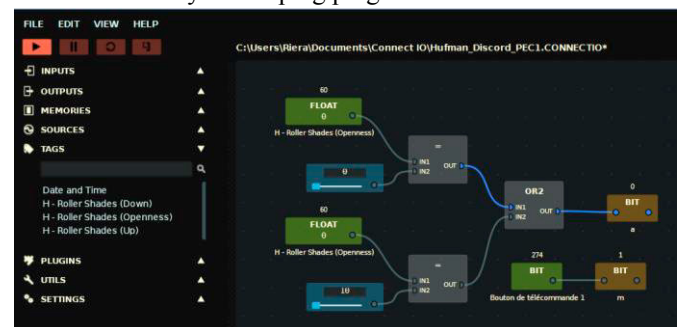 FILE EDIT VIEW HELP
C:\Users\Riera\Documents\Connect IO\Hufman_Discord_PEC1.CONNECTIO*
INPUTS
OUTPUTS
MEMORIES
SOURCES
TAGS
Date and Time
H - Roller Shades (Down)
H - Roller Shades (Openness)
H - Roller Shades (Up)
PLUGINS
UTILS
SETTINGS
60
FLOAT
0
H - Roller Shades (Openness)
0
=
IN1 OUT
IN2
60
FLOAT
0
H - Roller Shades (Openness)
10
=
IN1 OUT
IN2
OR2
IN1 OUT
IN2
0
BIT
a
274
BIT
Bouton de télécommande 1
1
BIT
m